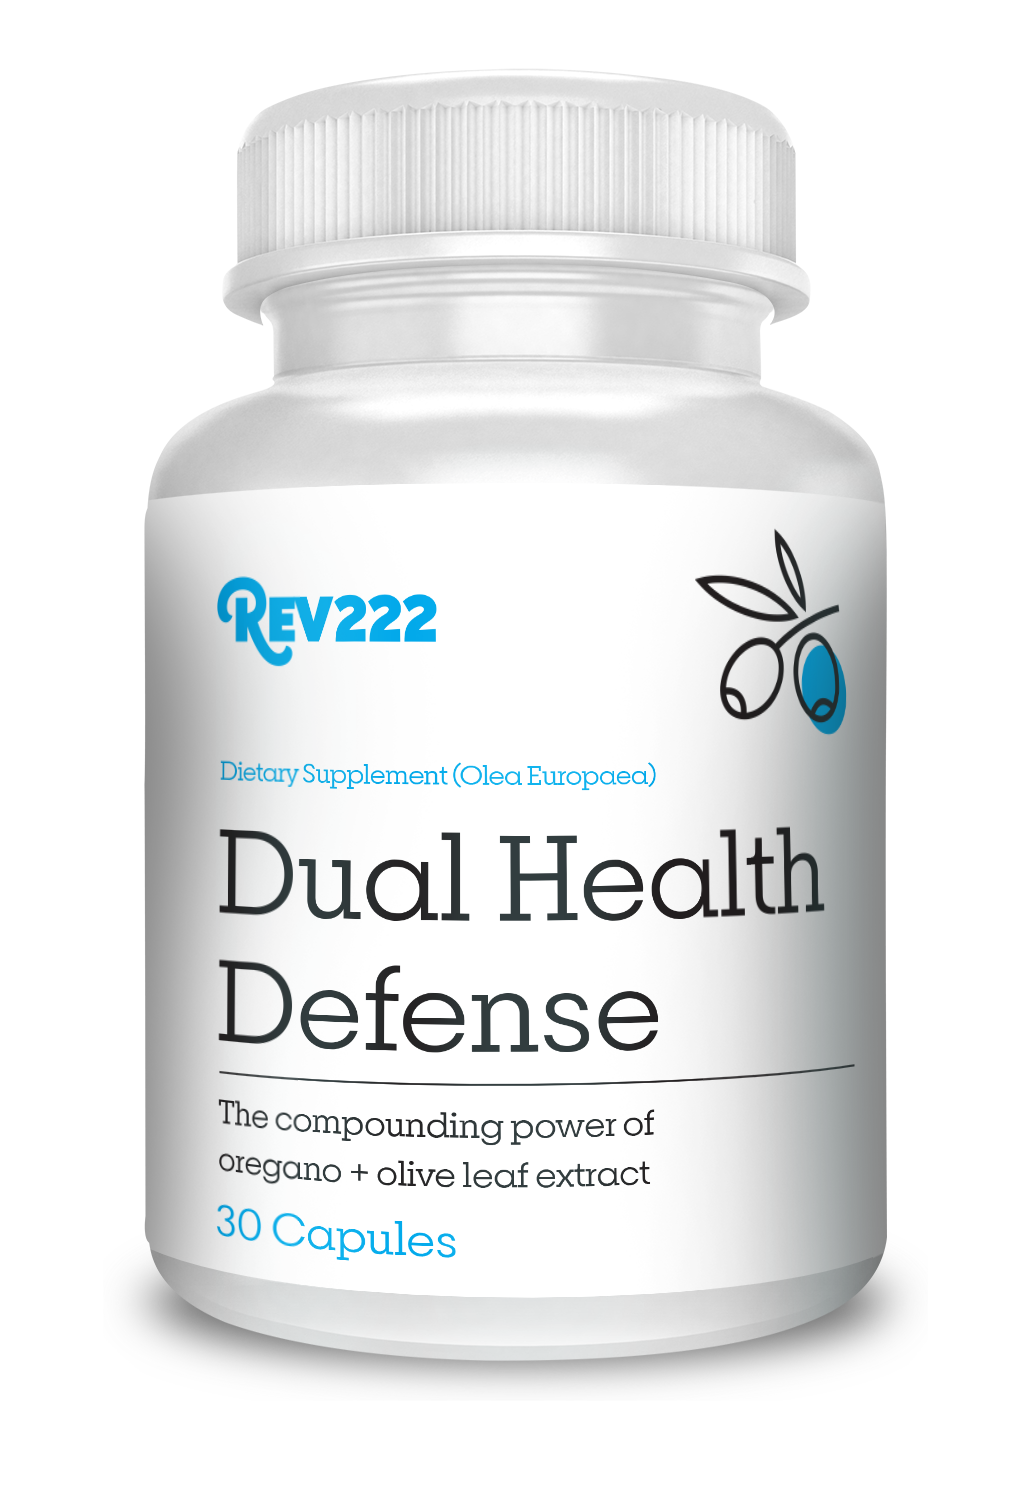 REV222
Dietary Supplement (Olea Europaea)
Dual Health
Defense
The compounding power of
oregano + olive leaf extract
30 Capules